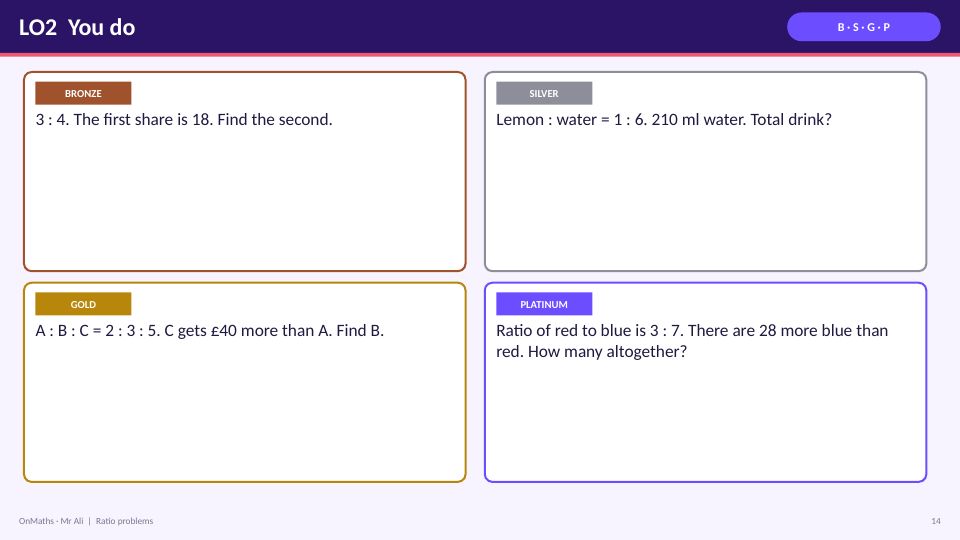 LO2  You do
B · S · G · P
BRONZE
3 : 4. The first share is 18. Find the second.
SILVER
Lemon : water = 1 : 6. 210 ml water. Total drink?
GOLD
A : B : C = 2 : 3 : 5. C gets £40 more than A. Find B.
PLATINUM
Ratio of red to blue is 3 : 7. There are 28 more blue than
red. How many altogether?
OnMaths · Mr Ali  |  Ratio problems
14